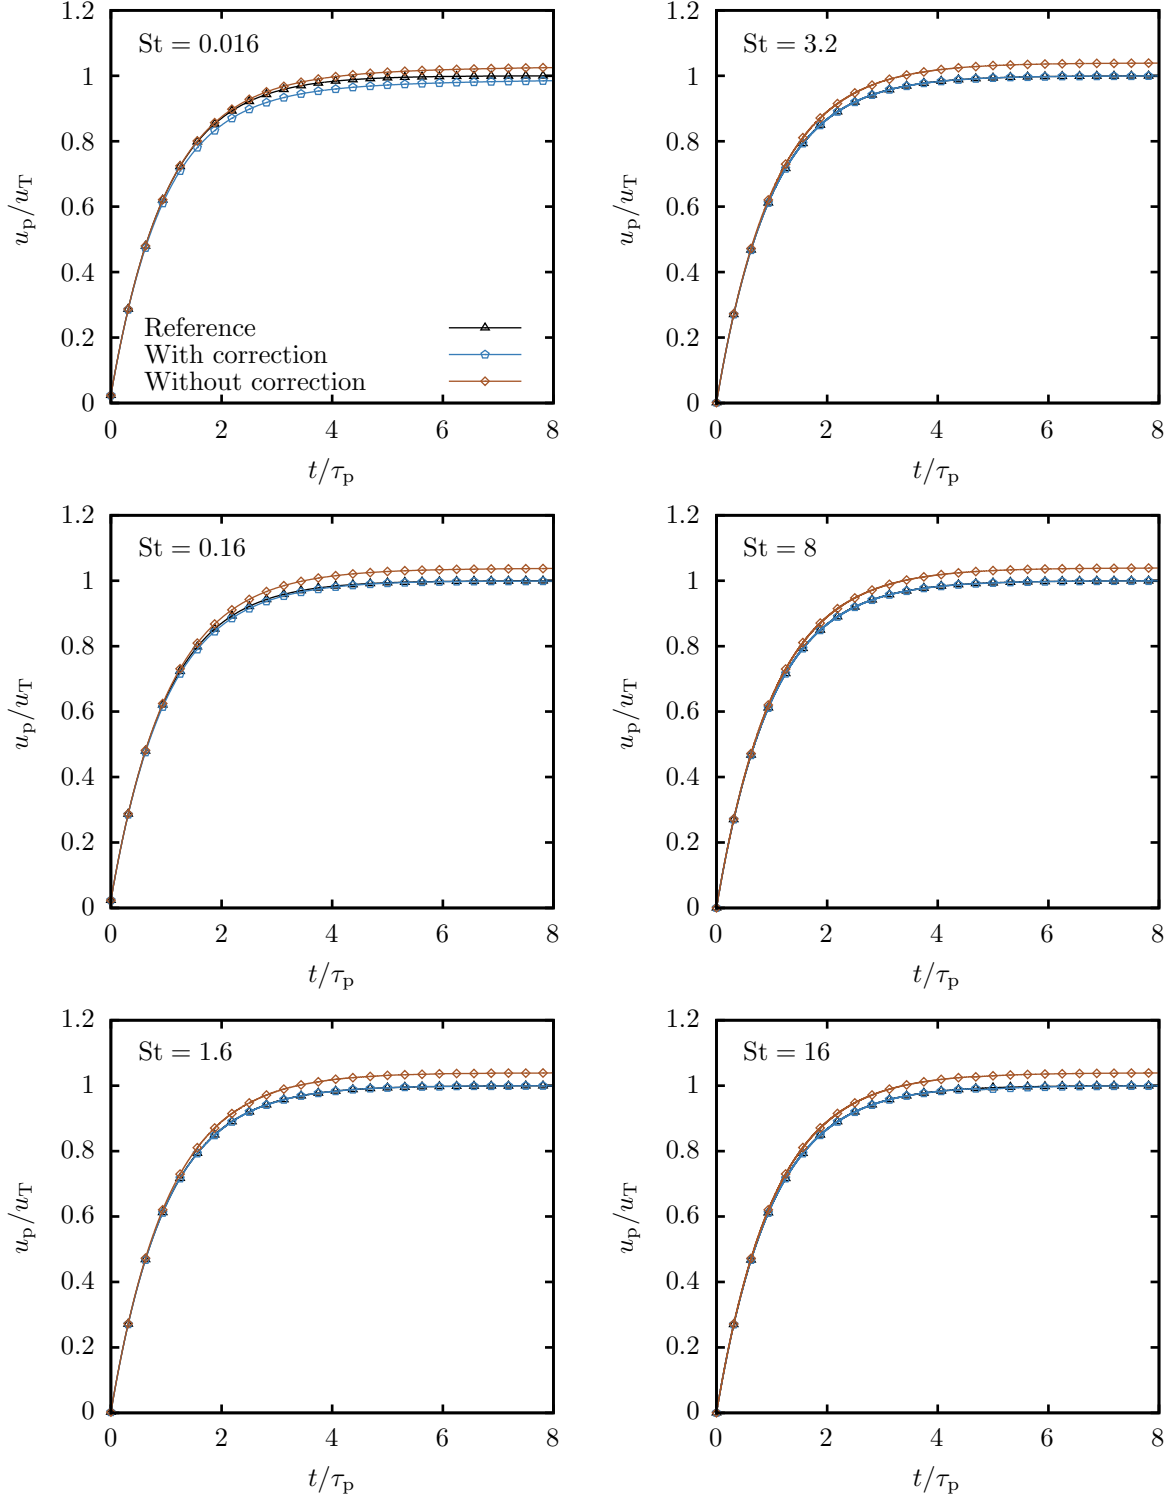 1.2
1
0.8
0.6
0.4
0.2
0
u_p/u_T
St = 0.016
Reference
With correction
Without correction
0 2 4 6 8
t/τ_p
1.2
1
0.8
0.6
0.4
0.2
0
u_p/u_T
St = 3.2
0 2 4 6 8
t/τ_p
1.2
1
0.8
0.6
0.4
0.2
0
u_p/u_T
St = 0.16
0 2 4 6 8
t/τ_p
1.2
1
0.8
0.6
0.4
0.2
0
u_p/u_T
St = 8
0 2 4 6 8
t/τ_p
1.2
1
0.8
0.6
0.4
0.2
0
u_p/u_T
St = 1.6
0 2 4 6 8
t/τ_p
1.2
1
0.8
0.6
0.4
0.2
0
u_p/u_T
St = 16
0 2 4 6 8
t/τ_p